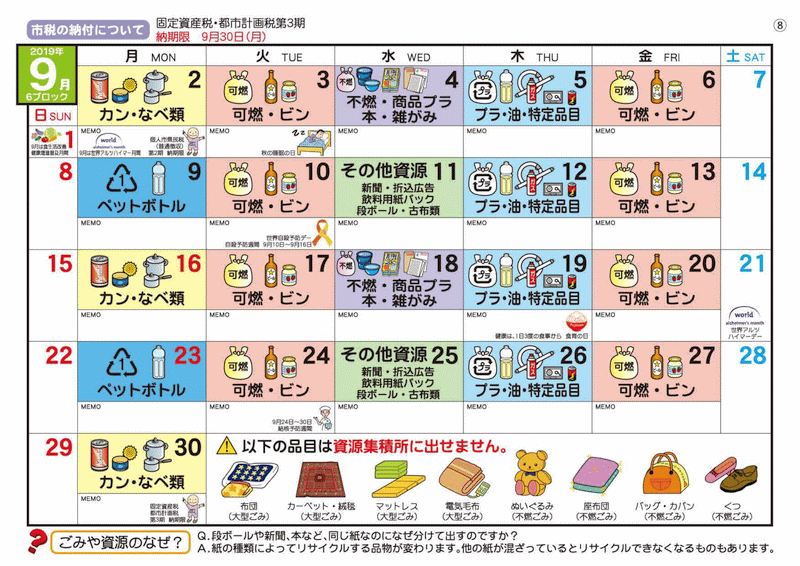 市税の納付について
固定資産税・都市計画税第3期
納期限 9月30日(月)
⑧
2019年
9月
6ブロック
月 MON
火 TUE
水 WED
木 THU
金 FRI
土 SAT
日 SUN
1
9月は食生活改善
健康増進普及月間
2
カン・なべ類
MEMO
world
alzheimer's month
9月は世界アルツハイマー月間
個人市県民税
(普通徴収)
第2期 納期限
3
可燃
可燃・ビン
MEMO
秋の睡眠の日
4
不燃
不燃・商品プラ
本・雑がみ
MEMO
5
プラ
プラ・油・特定品目
MEMO
6
可燃
可燃・ビン
MEMO
7
8
9
1
ペットボトル
MEMO
10
可燃
可燃・ビン
MEMO
世界自殺予防デー
自殺予防週間 9月10日~9月16日
その他資源 11
新聞・折込広告
飲料用紙パック
段ボール・古布類
MEMO
12
プラ
プラ・油・特定品目
MEMO
13
可燃
可燃・ビン
MEMO
14
15
16
カン・なべ類
MEMO
17
可燃
可燃・ビン
MEMO
18
不燃
不燃・商品プラ
本・雑がみ
MEMO
19
プラ
プラ・油・特定品目
MEMO
健康は、1日3度の食事から 食育の日
20
可燃
可燃・ビン
MEMO
21
world
alzheimer's month
世界アルツ
ハイマーデー
22
23
1
ペットボトル
MEMO
24
可燃
可燃・ビン
MEMO
9月24日~30日
結核予防週間
その他資源 25
新聞・折込広告
飲料用紙パック
段ボール・古布類
MEMO
26
プラ
プラ・油・特定品目
MEMO
27
可燃
可燃・ビン
MEMO
28
29
30
カン・なべ類
MEMO
固定資産税
都市計画税
第3期 納期限
以下の品目は資源集積所に出せません。
布団
(大型ごみ)
カーペット・絨毯
(大型ごみ)
マットレス
(大型ごみ)
電気毛布
(大型ごみ)
ぬいぐるみ
(不燃ごみ)
座布団
(不燃ごみ)
バッグ・カバン
(不燃ごみ)
くつ
(不燃ごみ)
ごみや資源のなぜ?
Q.段ボールや新聞、本など、同じ紙なのになぜ分けて出すのですか?
A.紙の種類によってリサイクルする品物が変わります。他の紙が混ざっているとリサイクルできなくなるものもあります。